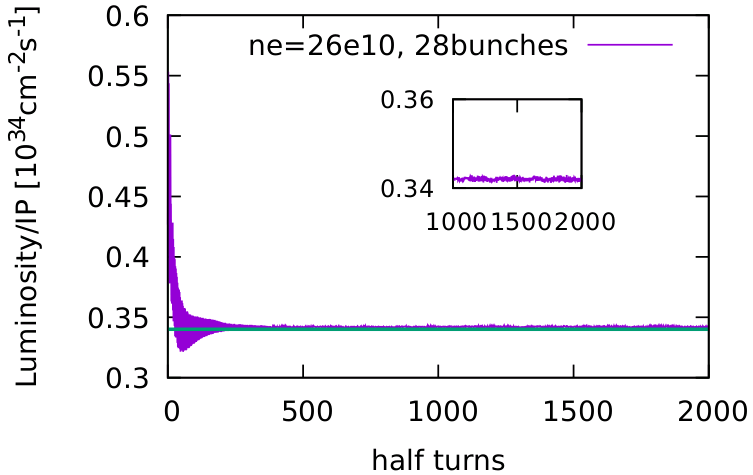 0.6
ne=26e10, 28bunches
0.55
0.36
0.5
0.45
0.34
1000 1500 2000
0.4
0.35
0.3
0 500 1000 1500 2000
half turns
Luminosity/IP [10³⁴cm⁻²s⁻¹]